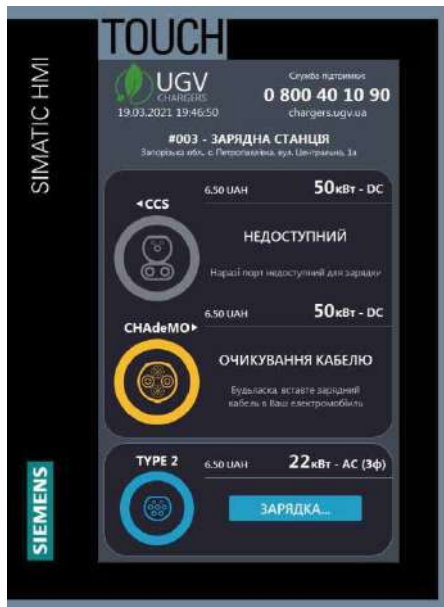 TOUCH
SIMATIC HMI
UGV
CHARGERS
19.03.2021 19:46:50
Служба підтримки:
0 800 40 10 90
chargers.ugv.ua
#003 - ЗАРЯДНА СТАНЦІЯ
Запорізька обл., с. Петропавлівка, вул. Центральна, 1а
◄CCS
6.50 UAH
50кВт - DC
НЕДОСТУПНИЙ
Наразі порт недоступний для зарядки
CHAdeMO►
6.50 UAH
50кВт - DC
ОЧИКУВАННЯ КАБЕЛЮ
Будьласка, вставте зарядний
кабель в Ваш електромобіль
TYPE 2
6.50 UAH
22кВт - AC (3ф)
ЗАРЯДКА...
SIEMENS